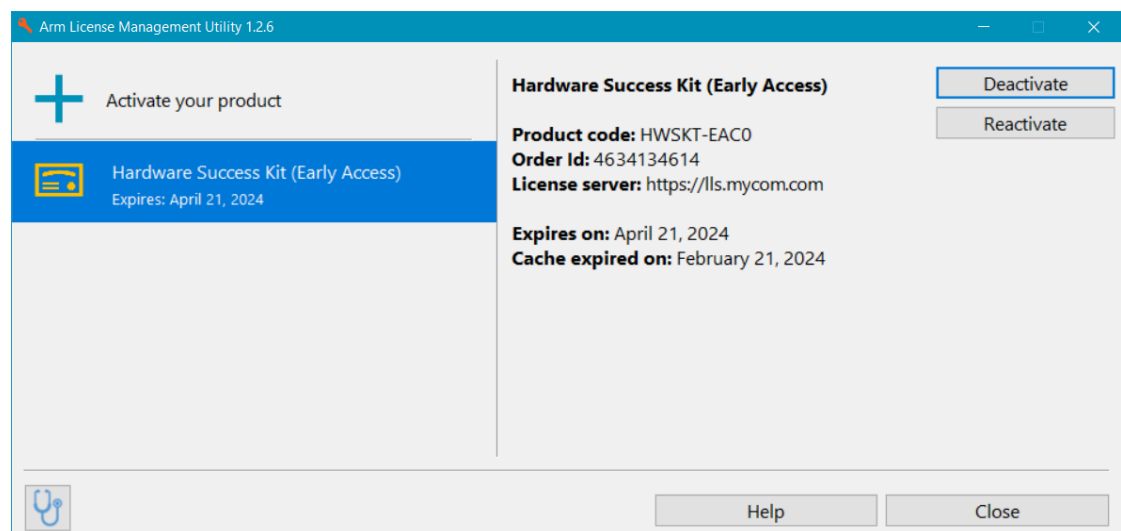 Arm License Management Utility 1.2.6
Activate your product
Hardware Success Kit (Early Access)
Expires: April 21, 2024
Hardware Success Kit (Early Access)
Product code: HWSKT-EAC0
Order Id: 4634134614
License server: https://lls.mycom.com
Expires on: April 21, 2024
Cache expired on: February 21, 2024
Deactivate
Reactivate
Help
Close